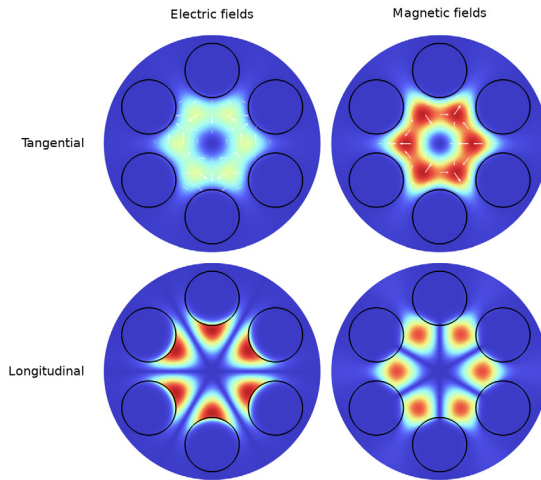 Electric fields
Magnetic fields
Tangential
Longitudinal